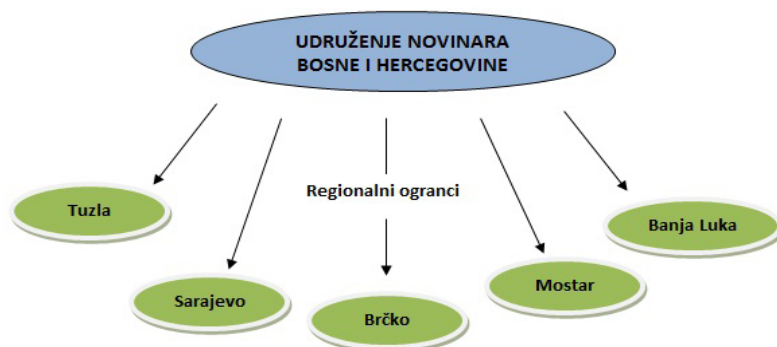 UDRUŽENJE NOVINARA
BOSNE I HERCEGOVINE
Regionalni ogranci
Tuzla
Sarajevo
Brčko
Mostar
Banja Luka